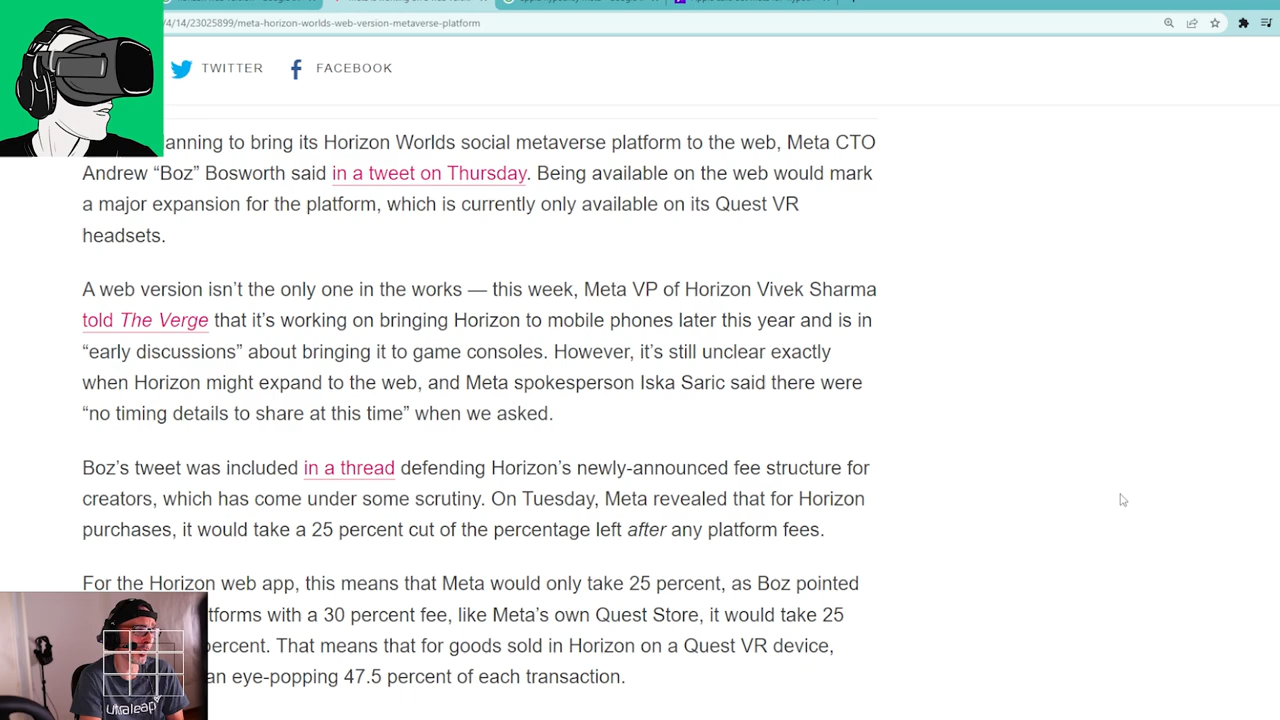 /4/14/23025899/meta-horizon-worlds-web-version-metaverse-platform
TWITTER
FACEBOOK
anning to bring its Horizon Worlds social metaverse platform to the web, Meta CTO
Andrew “Boz” Bosworth said in a tweet on Thursday. Being available on the web would mark
a major expansion for the platform, which is currently only available on its Quest VR
headsets.
A web version isn’t the only one in the works — this week, Meta VP of Horizon Vivek Sharma
told The Verge that it’s working on bringing Horizon to mobile phones later this year and is in
“early discussions” about bringing it to game consoles. However, it’s still unclear exactly
when Horizon might expand to the web, and Meta spokesperson Iska Saric said there were
“no timing details to share at this time” when we asked.
Boz’s tweet was included in a thread defending Horizon’s newly-announced fee structure for
creators, which has come under some scrutiny. On Tuesday, Meta revealed that for Horizon
purchases, it would take a 25 percent cut of the percentage left after any platform fees.
For the Horizon web app, this means that Meta would only take 25 percent, as Boz pointed
tforms with a 30 percent fee, like Meta’s own Quest Store, it would take 25
percent. That means that for goods sold in Horizon on a Quest VR device,
an eye-popping 47.5 percent of each transaction.
ultraleap